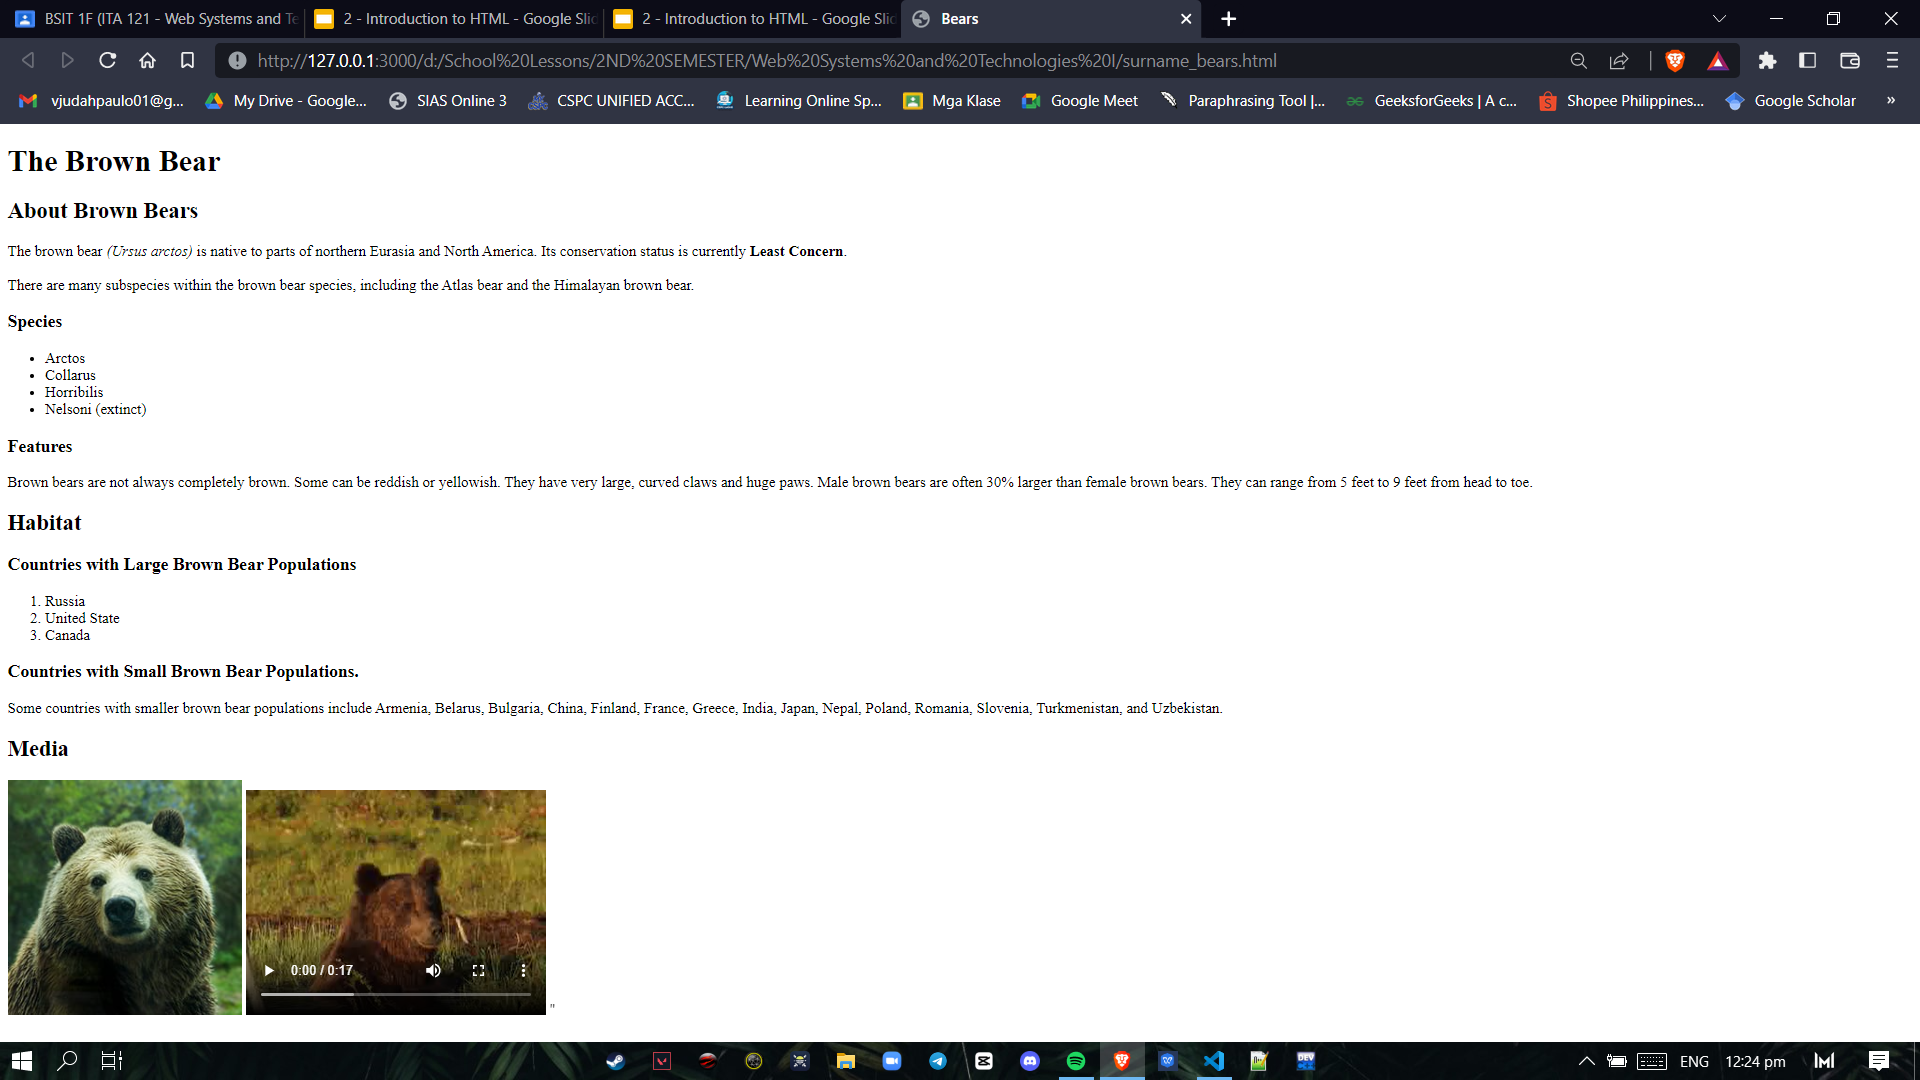 BSIT 1F (ITA 121 - Web Systems and Te
2 - Introduction to HTML - Google Slid
2 - Introduction to HTML - Google Slid
Bears
http://127.0.0.1:3000/d:/School%20Lessons/2ND%20SEMESTER/Web%20Systems%20and%20Technologies%20I/surname_bears.html
vjudahpaulo01@g...
My Drive - Google...
SIAS Online 3
CSPC UNIFIED ACC...
Learning Online Sp...
Mga Klase
Google Meet
Paraphrasing Tool |...
GeeksforGeeks | A c...
Shopee Philippines...
Google Scholar
»
The Brown Bear
About Brown Bears
The brown bear (Ursus arctos) is native to parts of northern Eurasia and North America. Its conservation status is currently Least Concern.
There are many subspecies within the brown bear species, including the Atlas bear and the Himalayan brown bear.
Species
• Arctos
• Collarus
• Horribilis
• Nelsoni (extinct)
Features
Brown bears are not always completely brown. Some can be reddish or yellowish. They have very large, curved claws and huge paws. Male brown bears are often 30% larger than female brown bears. They can range from 5 feet to 9 feet from head to toe.
Habitat
Countries with Large Brown Bear Populations
1. Russia
2. United State
3. Canada
Countries with Small Brown Bear Populations.
Some countries with smaller brown bear populations include Armenia, Belarus, Bulgaria, China, Finland, France, Greece, India, Japan, Nepal, Poland, Romania, Slovenia, Turkmenistan, and Uzbekistan.
Media
0:00 / 0:17
"
DEV
ENG
12:24 pm